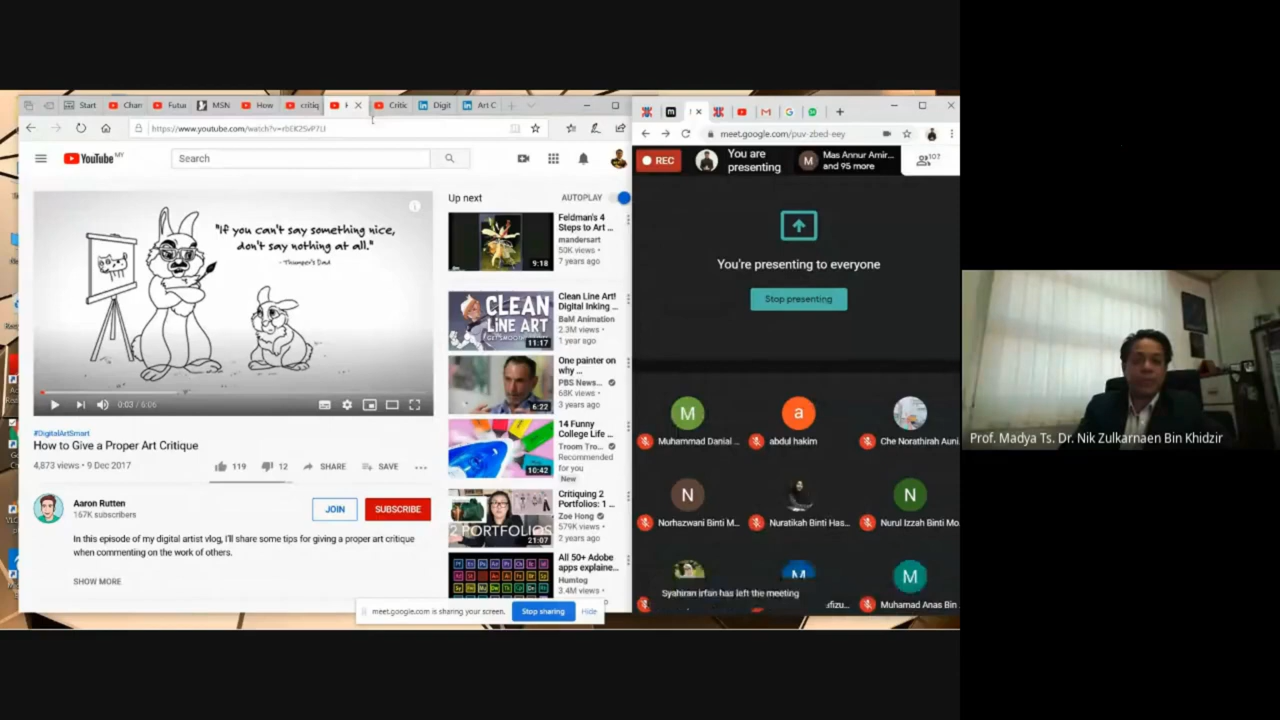 Start
Char
Futur
MSN
How
critiq
Critic
Digit
Art C
https://www.youtube.com/watch?v=
YouTube MY
Search
"If you can't say something nice,
don't say nothing at all."
- Thumper's Dad
0:03 / 6:06
#DigitalArtSmart
How to Give a Proper Art Critique
4,873 views • 9 Dec 2017
119
12
SHARE
SAVE
Aaron Rutten
167K subscribers
JOIN
SUBSCRIBE
In this episode of my digital artist vlog, I'll share some tips for giving a proper art critique
when commenting on the work of others.
SHOW MORE
Up next
AUTOPLAY
9:18
Feldman's 4
Steps to Art ...
mandersart
50K views •
7 years ago
CLEAN
LINE ART
11:17
Clean Line Art!
Digital Inking ...
BaM Animation
2.3M views •
1 year ago
6:22
One painter on
why ...
PBS News...
68K views •
3 years ago
10:42
14 Funny
College Life ...
Troom Tro...
Recommended
for you
New
2 PORTFOLIOS
21:07
Critiquing 2
Portfolios: 1 ...
Zoe Hong
579K views •
2 years ago
All 50+ Adobe
apps explaine...
Humtog
3.4M views •
meet.google.com is sharing your screen.
Stop sharing
Hide
meet.google.com/puv-zbed-eey
REC
You are
presenting
M
Mas Annur Amir...
and 95 more
107
You're presenting to everyone
Stop presenting
M
Muhammad Danial ...
a
abdul hakim
Che Norathirah Auni
N
Norhazwani Binti M...
Nuratikah Binti Has...
N
Nurul Izzah Binti Mo
M
Syahiran irfan has left the meeting
M
Muhamad Anas Bin
Prof. Madya Ts. Dr. Nik Zulkarnaen Bin Khidzir